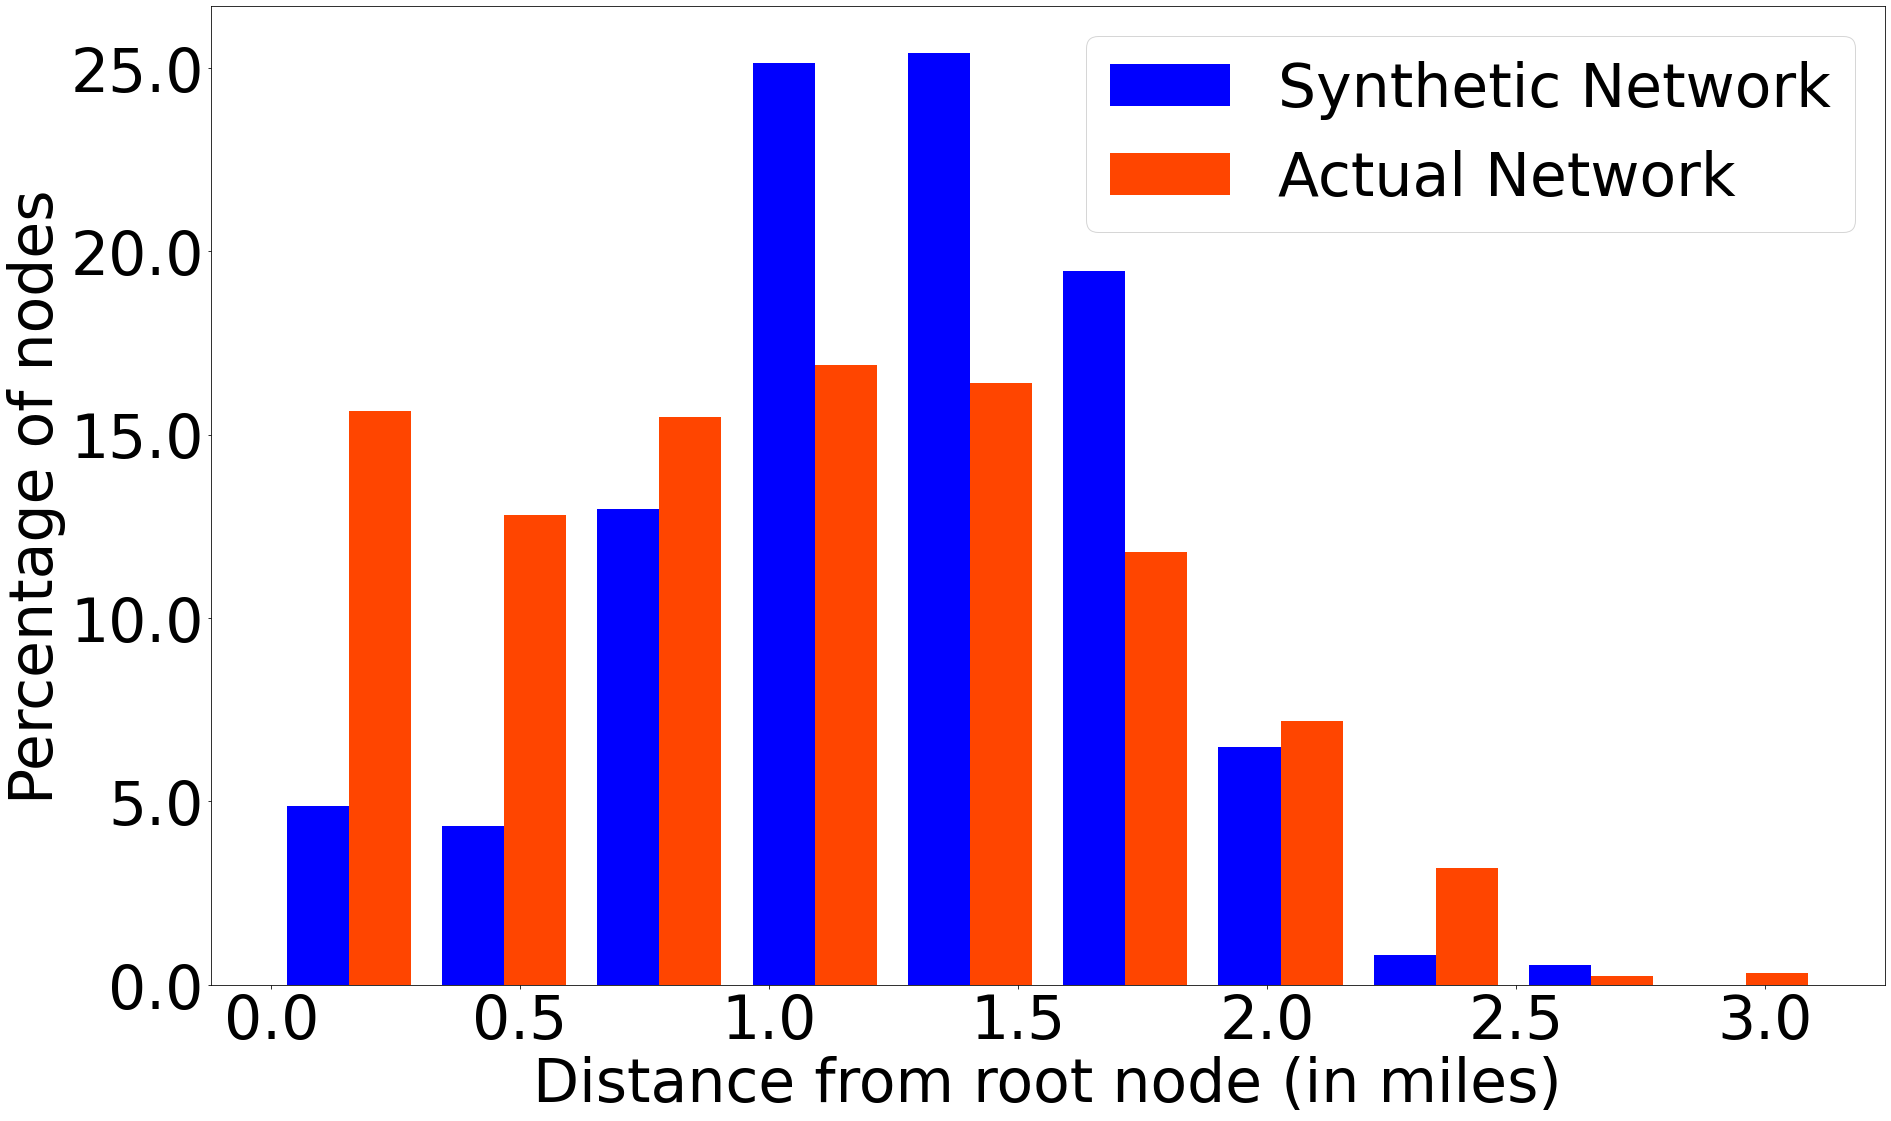 Percentage of nodes
25.0
20.0
15.0
10.0
5.0
0.0
Synthetic Network
Actual Network
0.0 0.5 1.0 1.5 2.0 2.5 3.0
Distance from root node (in miles)